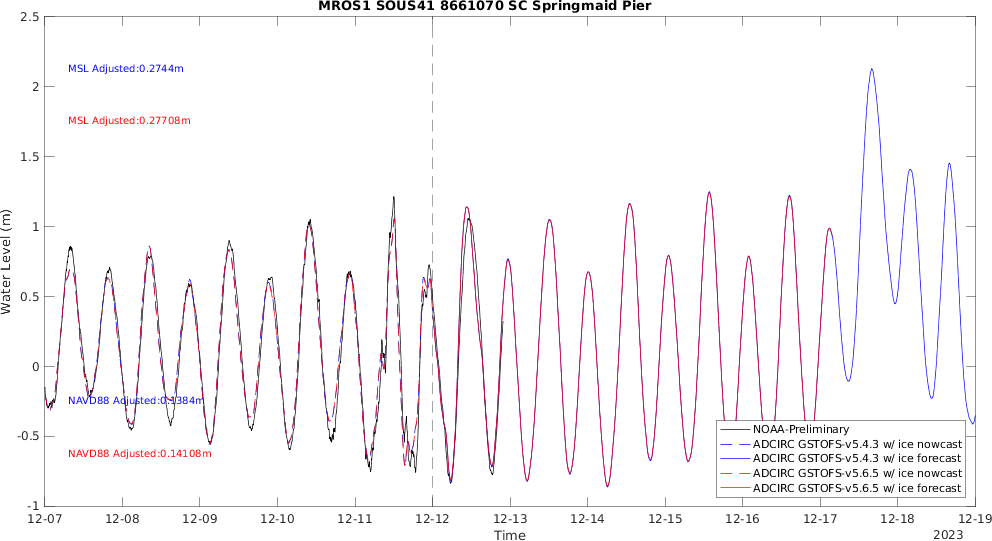 MROS1 SOUS41 8661070 SC Springmaid Pier
2.5
2
1.5
1
0.5
0
-0.5
-1
Water Level (m)
MSL Adjusted:0.2744m
MSL Adjusted:0.27708m
NAVD88 Adjusted:0.1384m
NAVD88 Adjusted:0.14108m
NOAA-Preliminary
ADCIRC GSTOFS-v5.4.3 w/ ice nowcast
ADCIRC GSTOFS-v5.4.3 w/ ice forecast
ADCIRC GSTOFS-v5.6.5 w/ ice nowcast
ADCIRC GSTOFS-v5.6.5 w/ ice forecast
12-07 12-08 12-09 12-10 12-11 12-12 12-13 12-14 12-15 12-16 12-17 12-18 12-19
Time
2023